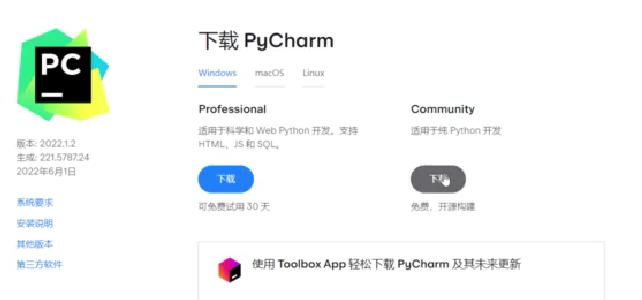 下载 PyCharm
PC
Windows macOS Linux
Professional
适用于科学和 Web Python 开发。支持
HTML、JS 和 SQL。
下载
可免费试用 30 天
Community
适用于纯 Python 开发
下载
免费，开源构建
版本: 2022.1.2
生成: 221.5787.24
2022年6月1日
系统要求
安装说明
其他版本
第三方软件
使用 Toolbox App 轻松下载 PyCharm 及其未来更新